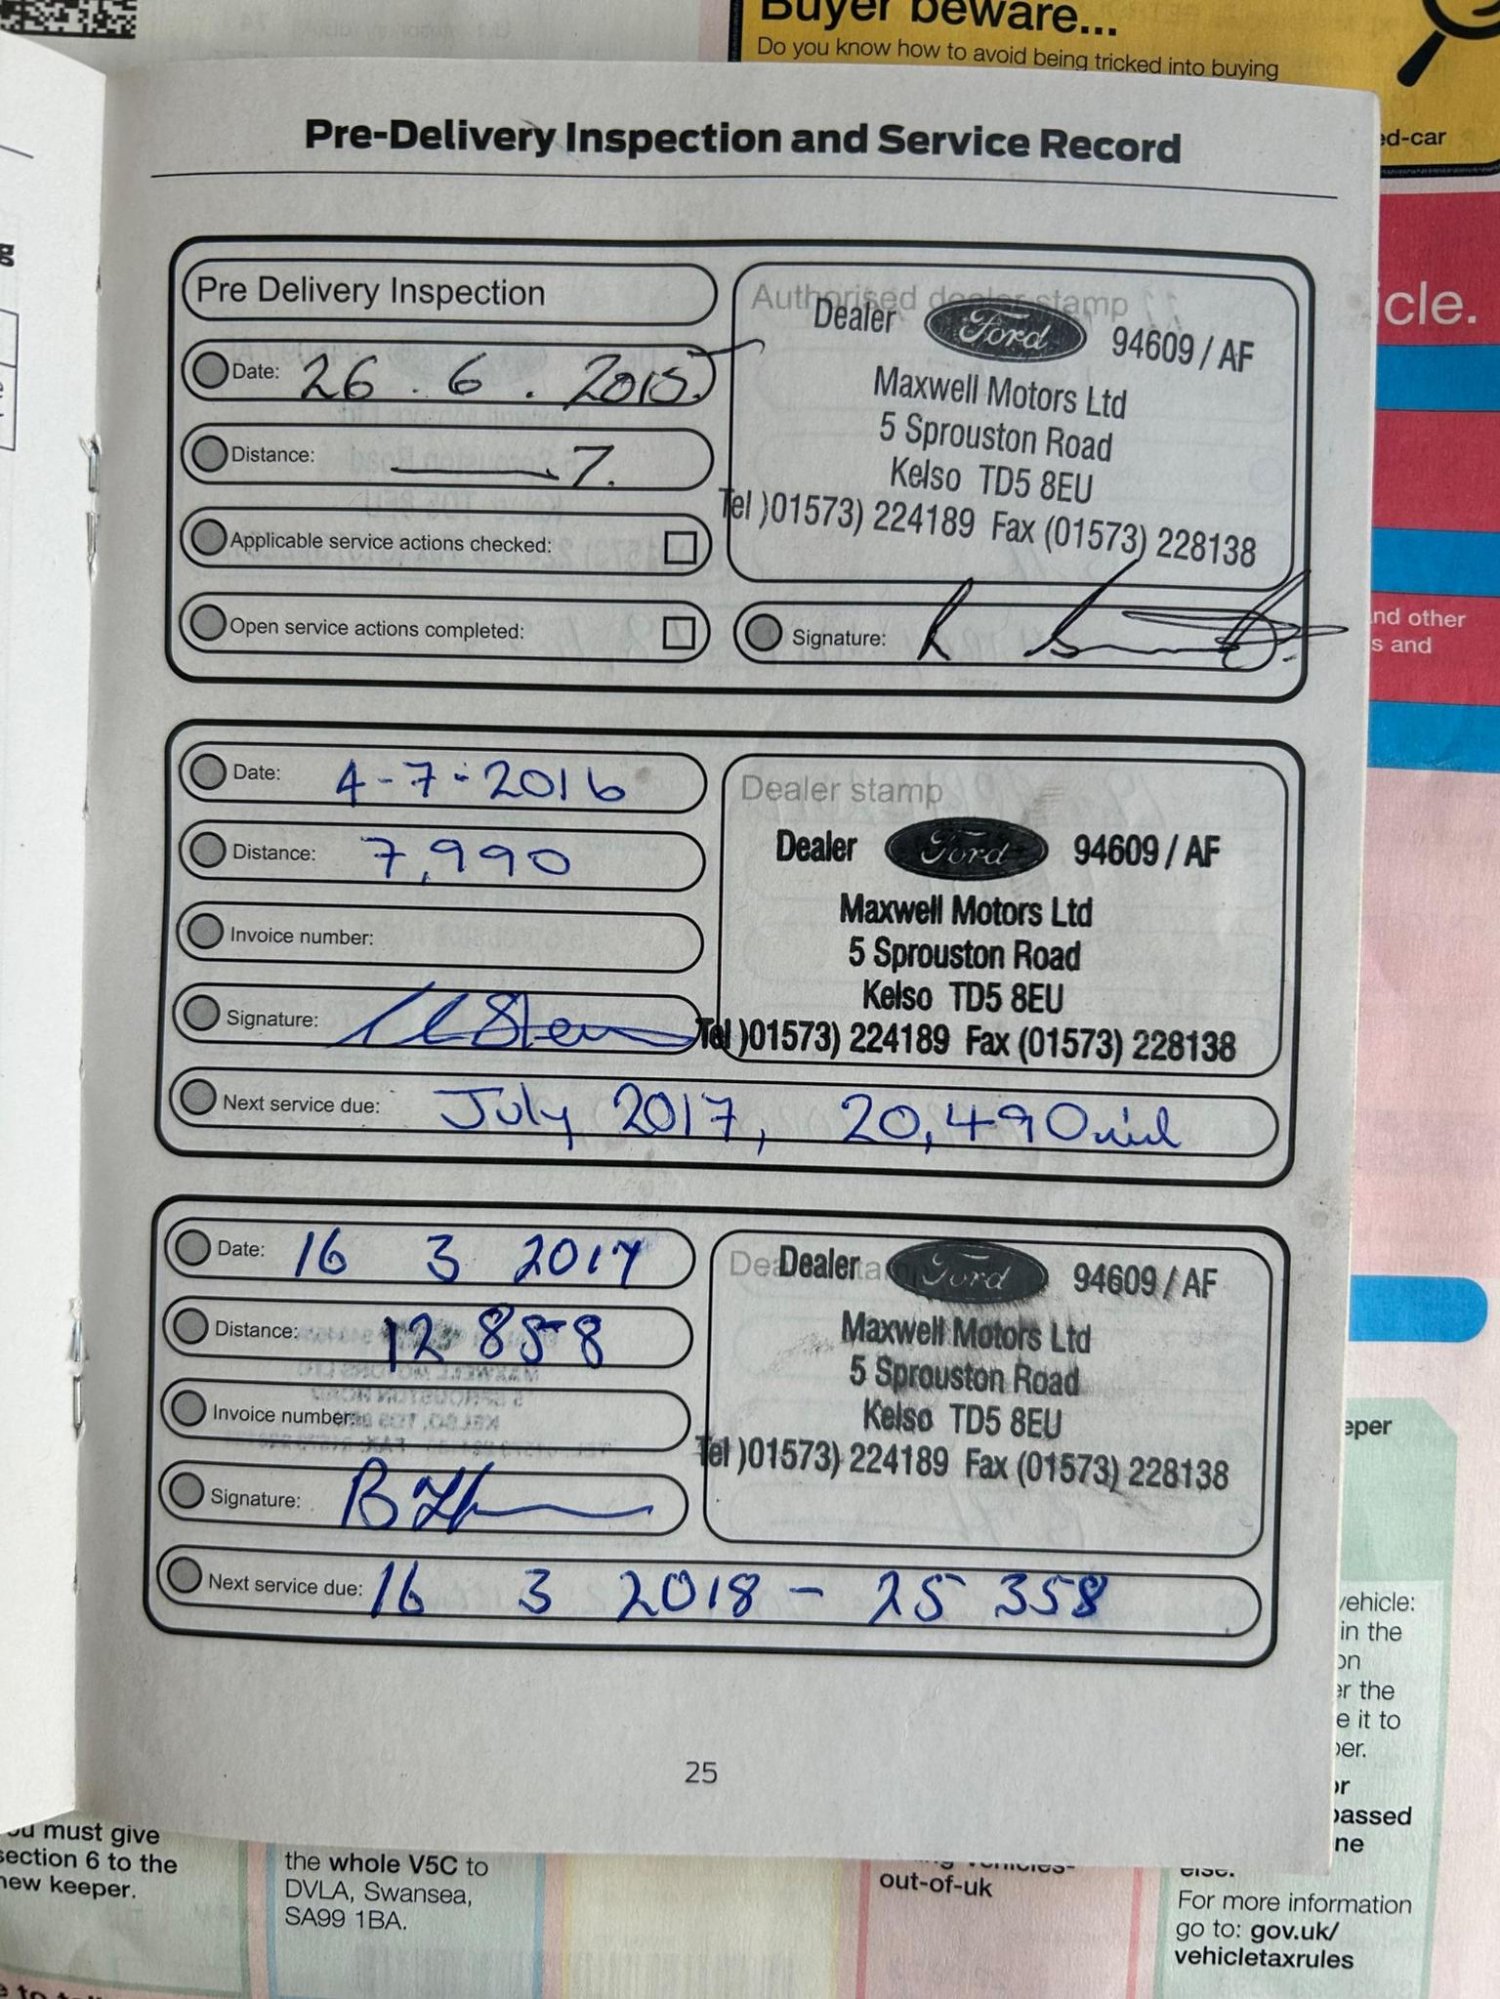 Buyer beware...
Do you know how to avoid being tricked into buying
ed-car
Pre-Delivery Inspection and Service Record
Pre Delivery Inspection
Authorised dealer stamp
Dealer Ford 94609 / AF
Maxwell Motors Ltd
5 Sprouston Road
Kelso TD5 8EU
Tel )01573) 224189 Fax (01573) 228138
Date: 26 . 6 . 2015.
Distance: 7.
Applicable service actions checked:
Open service actions completed:
Signature:
Date: 4-7-2016
Distance: 7,990
Invoice number:
Signature:
Dealer stamp
Dealer Ford 94609 / AF
Maxwell Motors Ltd
5 Sprouston Road
Kelso TD5 8EU
Tel )01573) 224189 Fax (01573) 228138
Next service due: July 2017, 20,490
Date: 16 3 2017
Distance: 12 858
Invoice number:
Signature:
Dealer Ford 94609 / AF
Maxwell Motors Ltd
5 Sprouston Road
Kelso TD5 8EU
Tel )01573) 224189 Fax (01573) 228138
Next service due: 16 3 2018 - 25 358
25
icle.
nd other
s and
eper
vehicle:
in the
on
er the
e it to
per.
or
passed
ne
else.
For more information
go to: gov.uk/
vehicletaxrules
out-of-uk
the whole V5C to
DVLA, Swansea,
SA99 1BA.
ou must give
section 6 to the
new keeper.